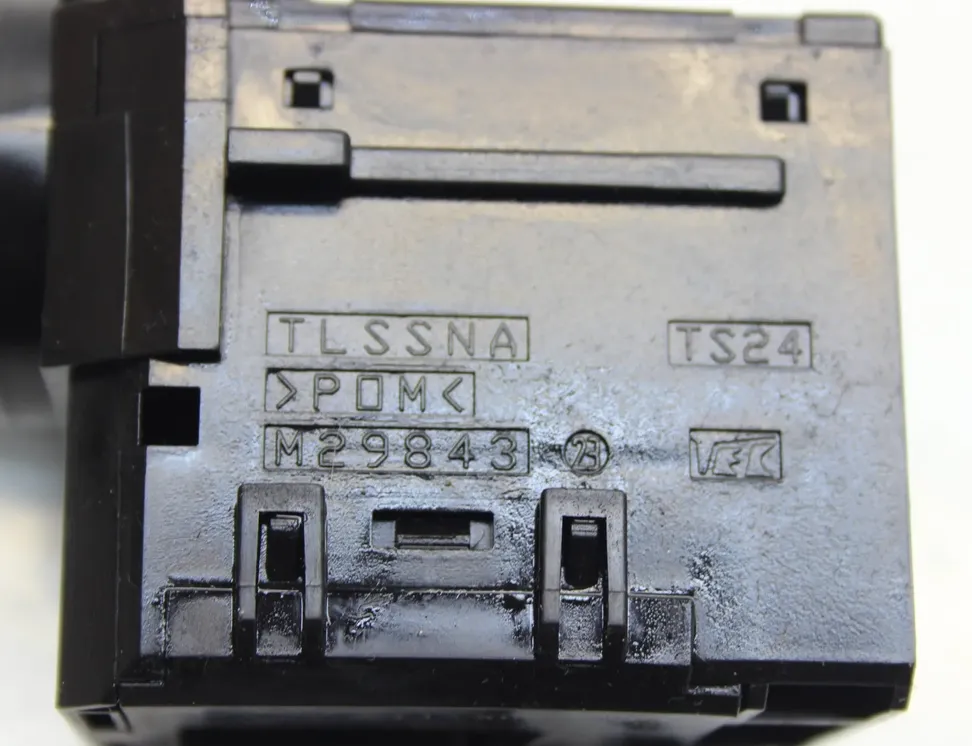 TLSSNA
TS24
>POM<
M29843
23